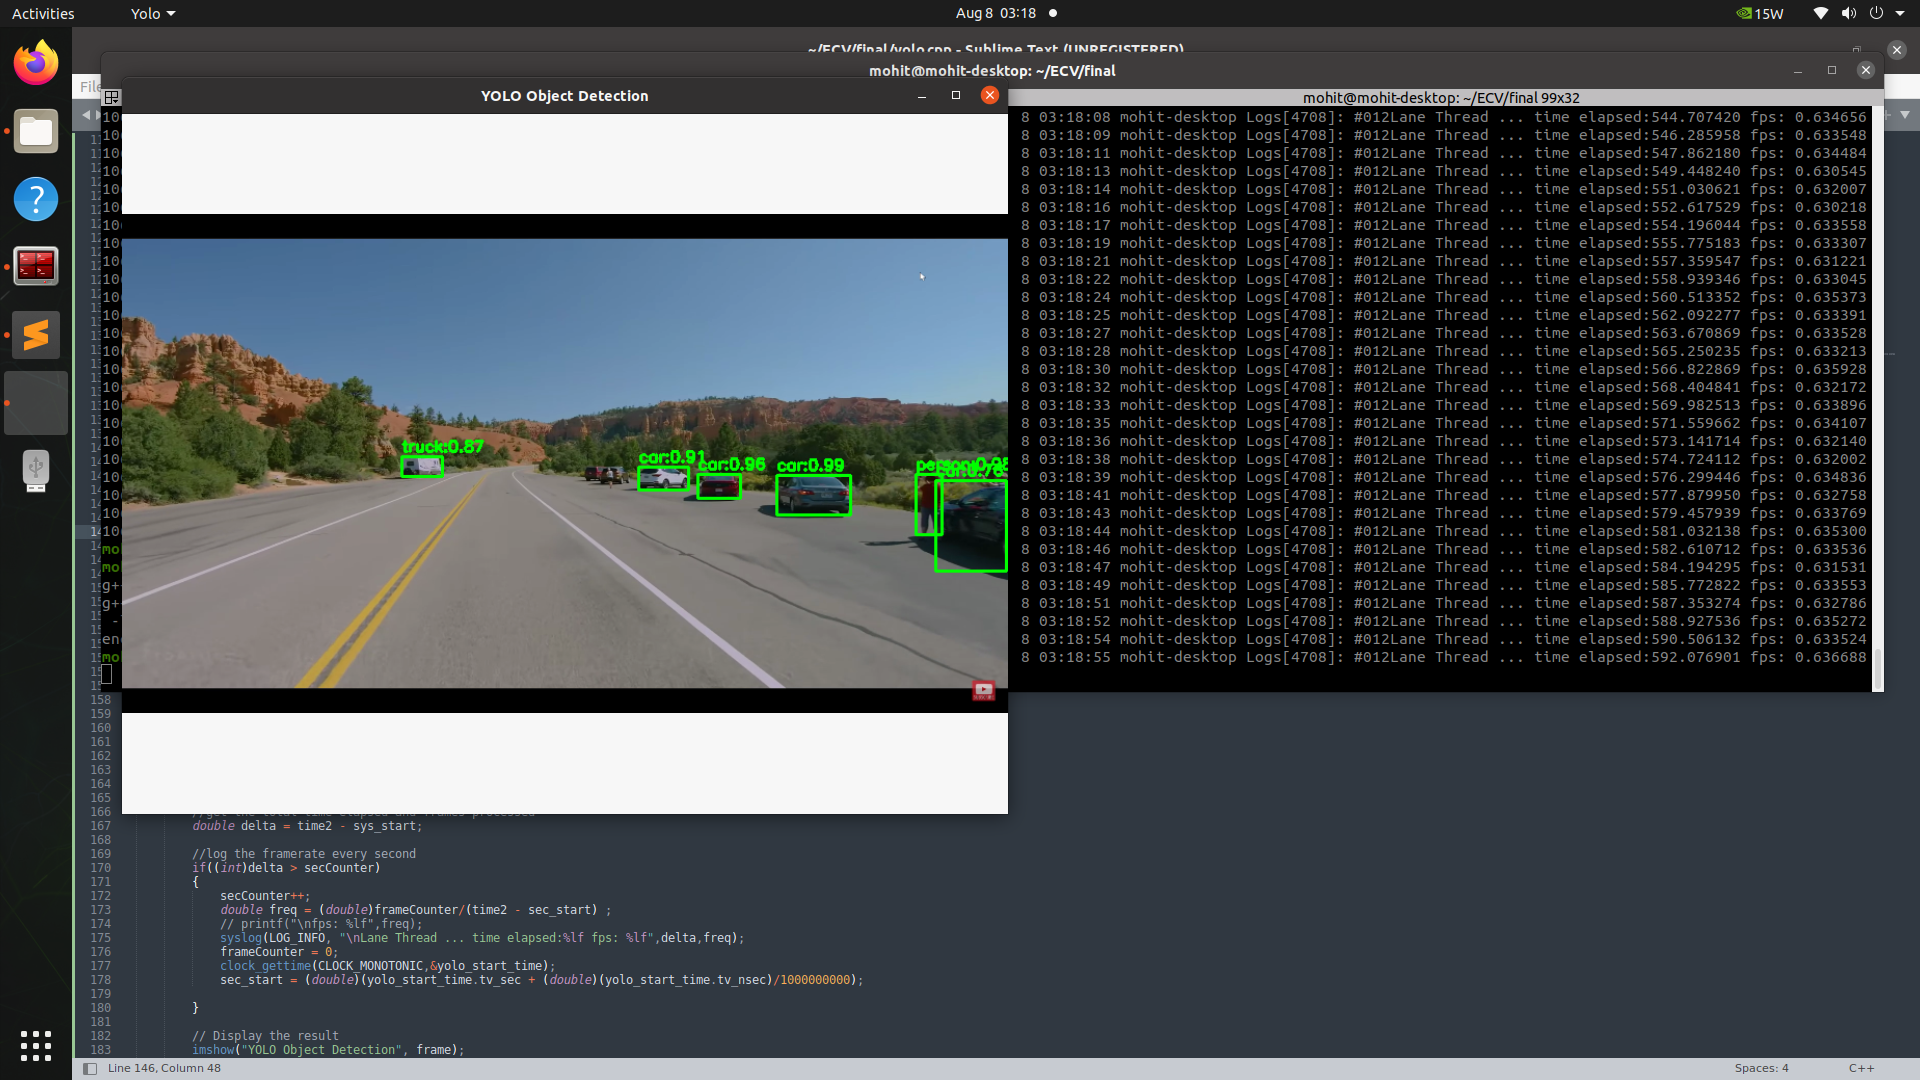 Activities
Yolo
Aug 8 03:18
15W
~/ECV/final/yolo.cpp - Sublime Text (UNREGISTERED)
mohit@mohit-desktop: ~/ECV/final
File
YOLO Object Detection
mohit@mohit-desktop: ~/ECV/final 99x32
8 03:18:08 mohit-desktop Logs[4708]: #012Lane Thread ... time elapsed:544.707420 fps: 0.634656
8 03:18:09 mohit-desktop Logs[4708]: #012Lane Thread ... time elapsed:546.285958 fps: 0.633548
8 03:18:11 mohit-desktop Logs[4708]: #012Lane Thread ... time elapsed:547.862180 fps: 0.634484
8 03:18:13 mohit-desktop Logs[4708]: #012Lane Thread ... time elapsed:549.448240 fps: 0.630545
8 03:18:14 mohit-desktop Logs[4708]: #012Lane Thread ... time elapsed:551.030621 fps: 0.632007
8 03:18:16 mohit-desktop Logs[4708]: #012Lane Thread ... time elapsed:552.617529 fps: 0.630218
8 03:18:17 mohit-desktop Logs[4708]: #012Lane Thread ... time elapsed:554.196044 fps: 0.633558
8 03:18:19 mohit-desktop Logs[4708]: #012Lane Thread ... time elapsed:555.775183 fps: 0.633307
8 03:18:21 mohit-desktop Logs[4708]: #012Lane Thread ... time elapsed:557.359547 fps: 0.631221
8 03:18:22 mohit-desktop Logs[4708]: #012Lane Thread ... time elapsed:558.939346 fps: 0.633045
8 03:18:24 mohit-desktop Logs[4708]: #012Lane Thread ... time elapsed:560.513352 fps: 0.635373
8 03:18:25 mohit-desktop Logs[4708]: #012Lane Thread ... time elapsed:562.092277 fps: 0.633391
8 03:18:27 mohit-desktop Logs[4708]: #012Lane Thread ... time elapsed:563.670869 fps: 0.633528
8 03:18:28 mohit-desktop Logs[4708]: #012Lane Thread ... time elapsed:565.250235 fps: 0.633213
8 03:18:30 mohit-desktop Logs[4708]: #012Lane Thread ... time elapsed:566.822869 fps: 0.635928
8 03:18:32 mohit-desktop Logs[4708]: #012Lane Thread ... time elapsed:568.404841 fps: 0.632172
8 03:18:33 mohit-desktop Logs[4708]: #012Lane Thread ... time elapsed:569.982513 fps: 0.633896
8 03:18:35 mohit-desktop Logs[4708]: #012Lane Thread ... time elapsed:571.559662 fps: 0.634107
8 03:18:36 mohit-desktop Logs[4708]: #012Lane Thread ... time elapsed:573.141714 fps: 0.632140
8 03:18:38 mohit-desktop Logs[4708]: #012Lane Thread ... time elapsed:574.724112 fps: 0.632002
8 03:18:39 mohit-desktop Logs[4708]: #012Lane Thread ... time elapsed:576.299446 fps: 0.634836
8 03:18:41 mohit-desktop Logs[4708]: #012Lane Thread ... time elapsed:577.879950 fps: 0.632758
8 03:18:43 mohit-desktop Logs[4708]: #012Lane Thread ... time elapsed:579.457939 fps: 0.633769
8 03:18:44 mohit-desktop Logs[4708]: #012Lane Thread ... time elapsed:581.032138 fps: 0.635300
8 03:18:46 mohit-desktop Logs[4708]: #012Lane Thread ... time elapsed:582.610712 fps: 0.633536
8 03:18:47 mohit-desktop Logs[4708]: #012Lane Thread ... time elapsed:584.194295 fps: 0.631531
8 03:18:49 mohit-desktop Logs[4708]: #012Lane Thread ... time elapsed:585.772822 fps: 0.633553
8 03:18:51 mohit-desktop Logs[4708]: #012Lane Thread ... time elapsed:587.353274 fps: 0.632786
8 03:18:52 mohit-desktop Logs[4708]: #012Lane Thread ... time elapsed:588.927536 fps: 0.635272
8 03:18:54 mohit-desktop Logs[4708]: #012Lane Thread ... time elapsed:590.506132 fps: 0.633524
8 03:18:55 mohit-desktop Logs[4708]: #012Lane Thread ... time elapsed:592.076901 fps: 0.636688
truck:0.87
car:0.91
car:0.96
car:0.99
158
159
160
161
162
163
164
165
166 //get the total time elapsed and frames processed
167 double delta = time2 - sys_start;
168
169 //log the framerate every second
170 if((int)delta > secCounter)
171 {
172 secCounter++;
173 double freq = (double)frameCounter/(time2 - sec_start) ;
174 // printf("\nfps: %lf",freq);
175 syslog(LOG_INFO, "\nLane Thread ... time elapsed:%lf fps: %lf",delta,freq);
176 frameCounter = 0;
177 clock_gettime(CLOCK_MONOTONIC,&yolo_start_time);
178 sec_start = (double)(yolo_start_time.tv_sec + (double)(yolo_start_time.tv_nsec)/1000000000);
179
180 }
181
182 // Display the result
183 imshow("YOLO Object Detection", frame);
Line 146, Column 48
Spaces: 4
C++